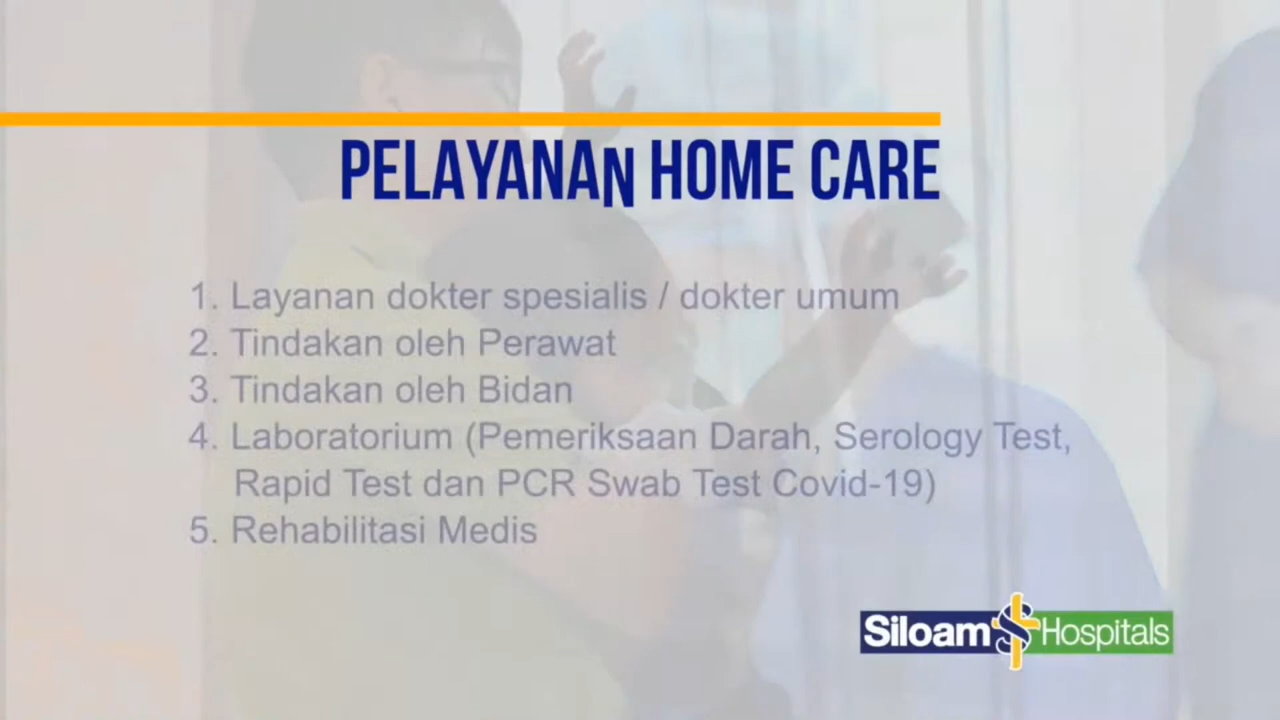 PELAYANAN HOME CARE
1. Layanan dokter spesialis / dokter umum
2. Tindakan oleh Perawat
3. Tindakan oleh Bidan
4. Laboratorium (Pemeriksaan Darah, Serology Test,
Rapid Test dan PCR Swab Test Covid-19)
5. Rehabilitasi Medis
Siloam Hospitals